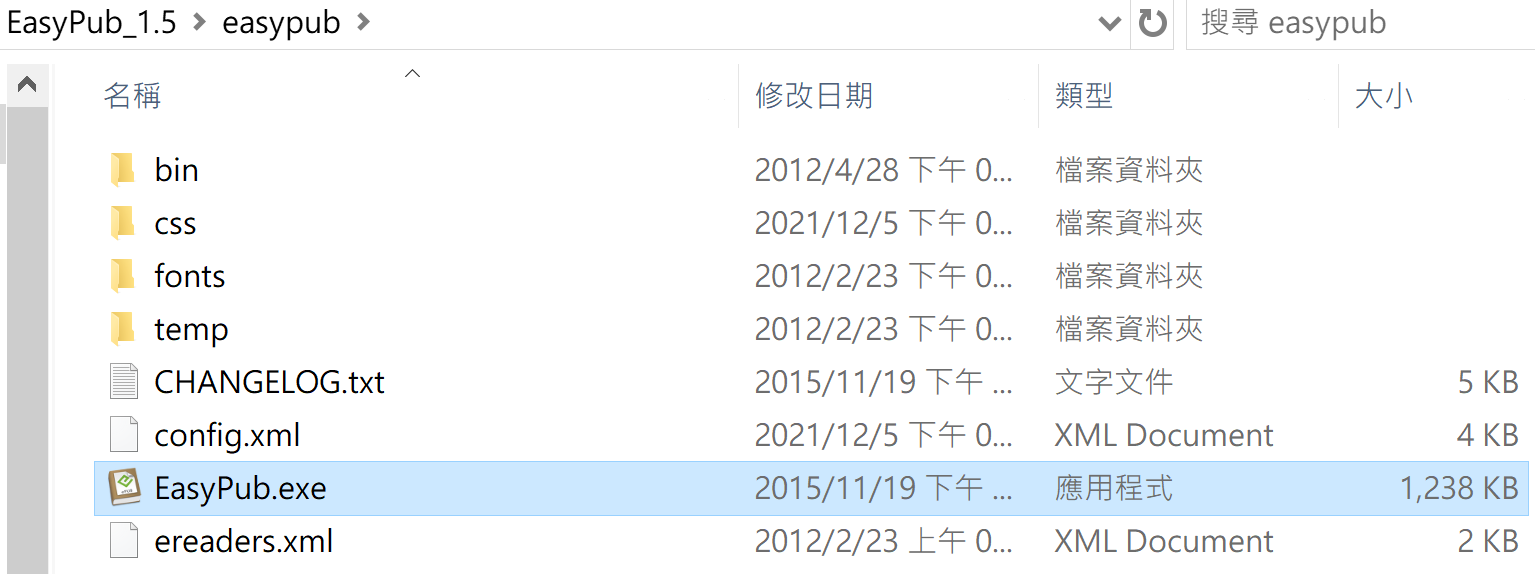 EasyPub_1.5 > easypub >
搜尋 easypub
名稱 修改日期 類型 大小
bin 2012/4/28 下午 0... 檔案資料夾
css 2021/12/5 下午 0... 檔案資料夾
fonts 2012/2/23 下午 0... 檔案資料夾
temp 2012/2/23 下午 0... 檔案資料夾
CHANGELOG.txt 2015/11/19 下午 ... 文字文件 5 KB
config.xml 2021/12/5 下午 0... XML Document 4 KB
EasyPub.exe 2015/11/19 下午 ... 應用程式 1,238 KB
ereaders.xml 2012/2/23 上午 0... XML Document 2 KB